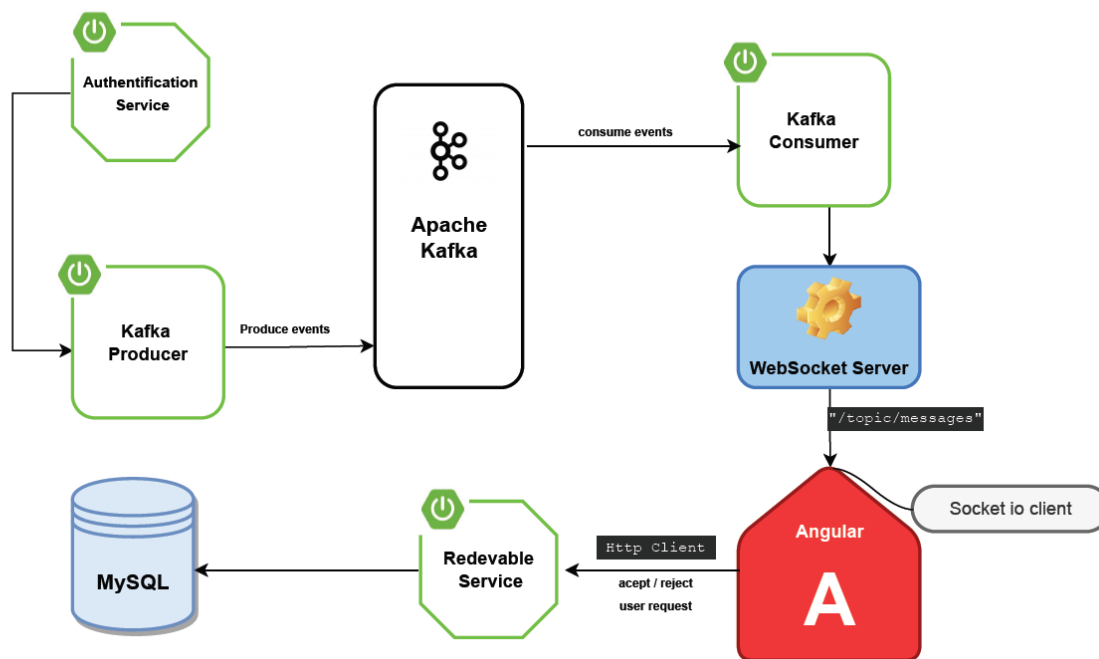 Authentification
Service
Kafka
Producer
Produce events
Apache
Kafka
consume events
Kafka
Consumer
WebSocket Server
"/topic/messages"
Socket io client
Angular
A
Http Client
acept / reject
user request
Redevable
Service
MySQL